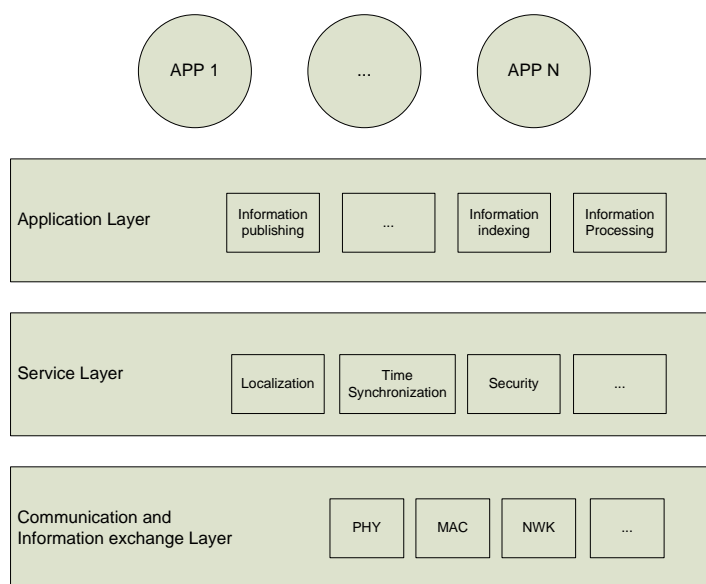 APP 1
...
APP N
Application Layer
Information
publishing
...
Information
indexing
Information
Processing
Service Layer
Localization
Time
Synchronization
Security
...
Communication and
Information exchange Layer
PHY
MAC
NWK
...